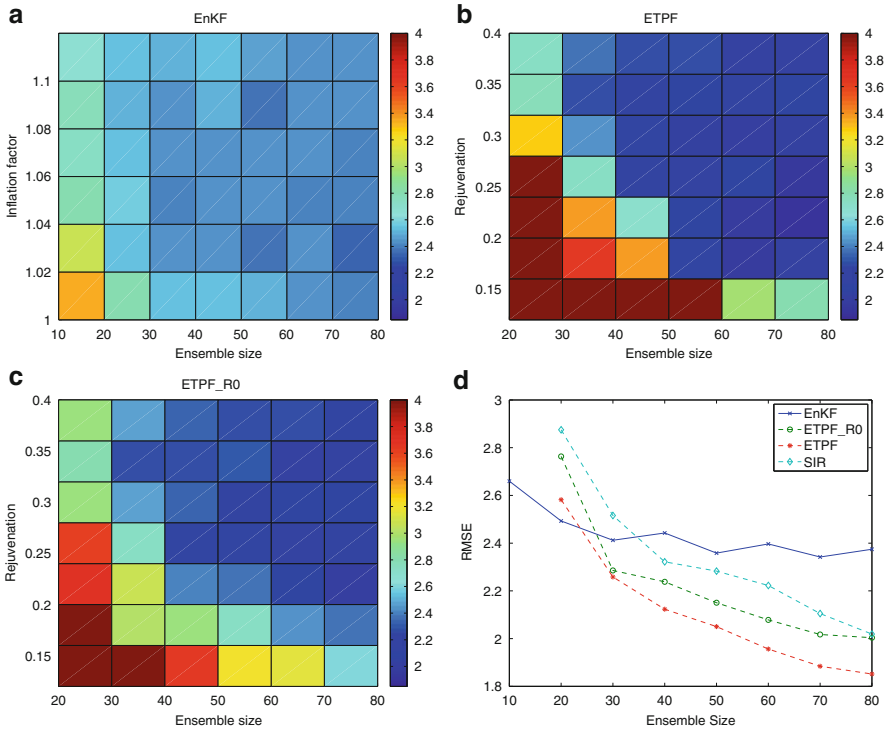 a
EnKF
Inflation factor
1.1
1.08
1.06
1.04
1.02
1
10 20 30 40 50 60 70 80
Ensemble size
4
3.8
3.6
3.4
3.2
3
2.8
2.6
2.4
2.2
2
b
ETPF
Rejuvenation
0.4
0.35
0.3
0.25
0.2
0.15
20 30 40 50 60 70 80
Ensemble size
4
3.8
3.6
3.4
3.2
3
2.8
2.6
2.4
2.2
2
c
ETPF_R0
Rejuvenation
0.4
0.35
0.3
0.25
0.2
0.15
20 30 40 50 60 70 80
Ensemble size
4
3.8
3.6
3.4
3.2
3
2.8
2.6
2.4
2.2
2
d
RMSE
3
2.8
2.6
2.4
2.2
2
1.8
10 20 30 40 50 60 70 80
Ensemble Size
EnKF
ETPF_R0
ETPF
SIR